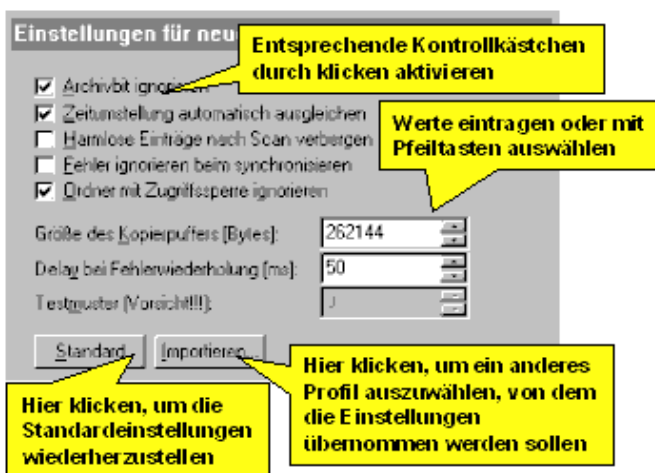 Einstellungen für neu
Entsprechende Kontrollkästchen
durch klicken aktivieren
Archivbit ignorieren
Zeitumstellung automatisch ausgleichen
Harmlose Einträge nach Scan verbergen
Fehler ignorieren beim synchronisieren
Ordner mit Zugriffssperre ignorieren
Werte eintragen oder mit
Pfeiltasten auswählen
Größe des Kopierpuffers [Bytes]: 262144
Delay bei Fehlerwiederholung [ms]: 50
Testmuster (Vorsicht!!!):
Standard Importieren...
Hier klicken, um die
Standardeinstellungen
wiederherzustellen
Hier klicken, um ein anderes
Profil auszuwählen, von dem
die Einstellungen
übernommen werden sollen